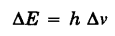 ΔE = h Δν